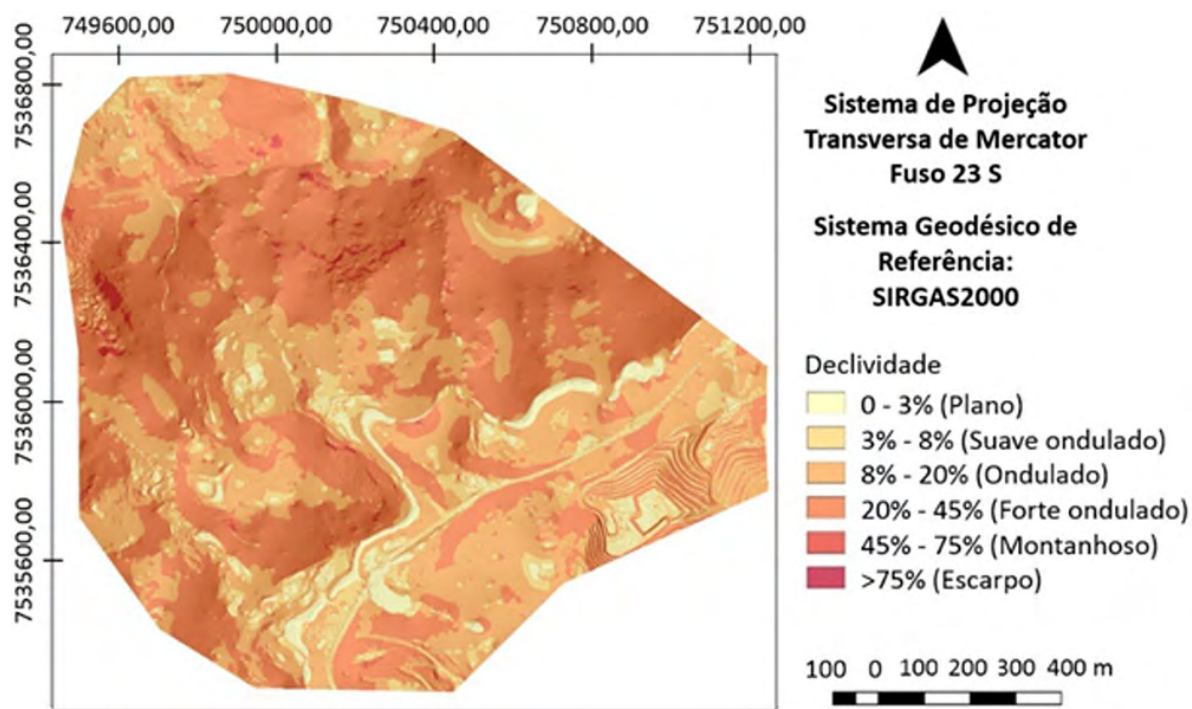 749600,00 750000,00 750400,00 750800,00 751200,00
7536800,00
7536400,00
7536000,00
7535600,00
Sistema de Projeção
Transversa de Mercator
Fuso 23 S
Sistema Geodésico de
Referência:
SIRGAS2000
Declividade
0 - 3% (Plano)
3% - 8% (Suave ondulado)
8% - 20% (Ondulado)
20% - 45% (Forte ondulado)
45% - 75% (Montanhoso)
>75% (Escarpo)
100 0 100 200 300 400 m